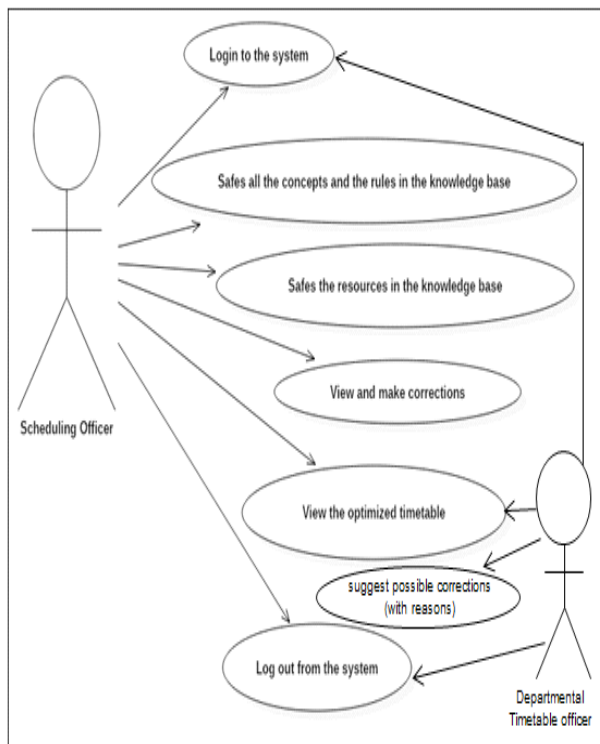 Login to the system
Safes all the concepts and the rules in the knowledge base
Safes the resources in the knowledge base
View and make corrections
Scheduling Officer
View the optimized timetable
suggest possible corrections
(with reasons)
Log out from the system
Departmental
Timetable officer